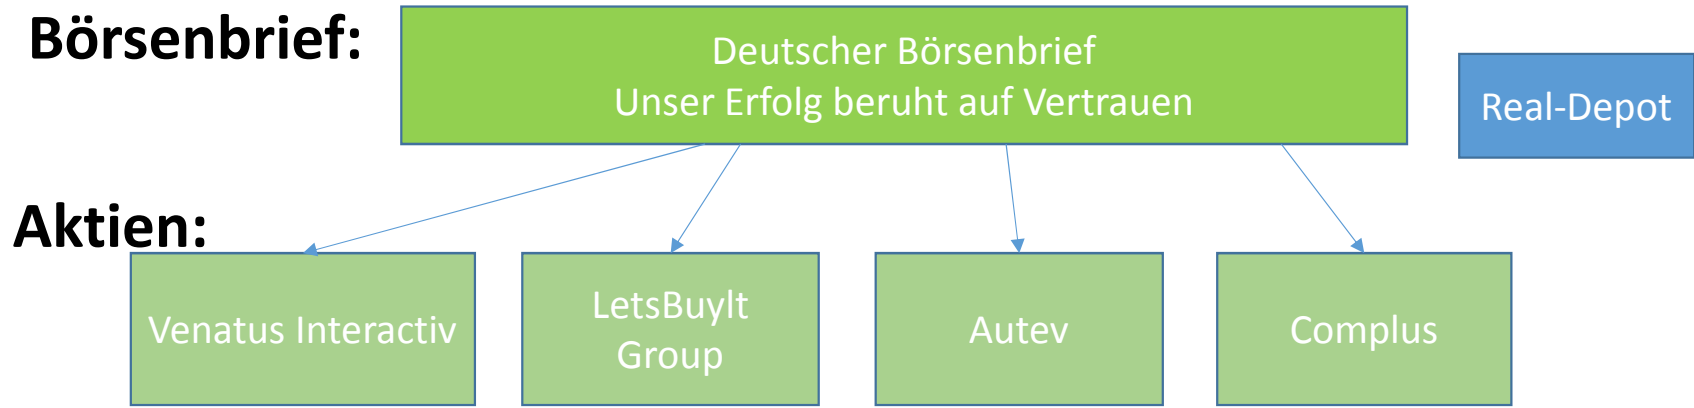 Börsenbrief:
Deutscher Börsenbrief
Unser Erfolg beruht auf Vertrauen
Real-Depot
Aktien:
Venatus Interactiv
LetsBuyIt
Group
Autev
Complus